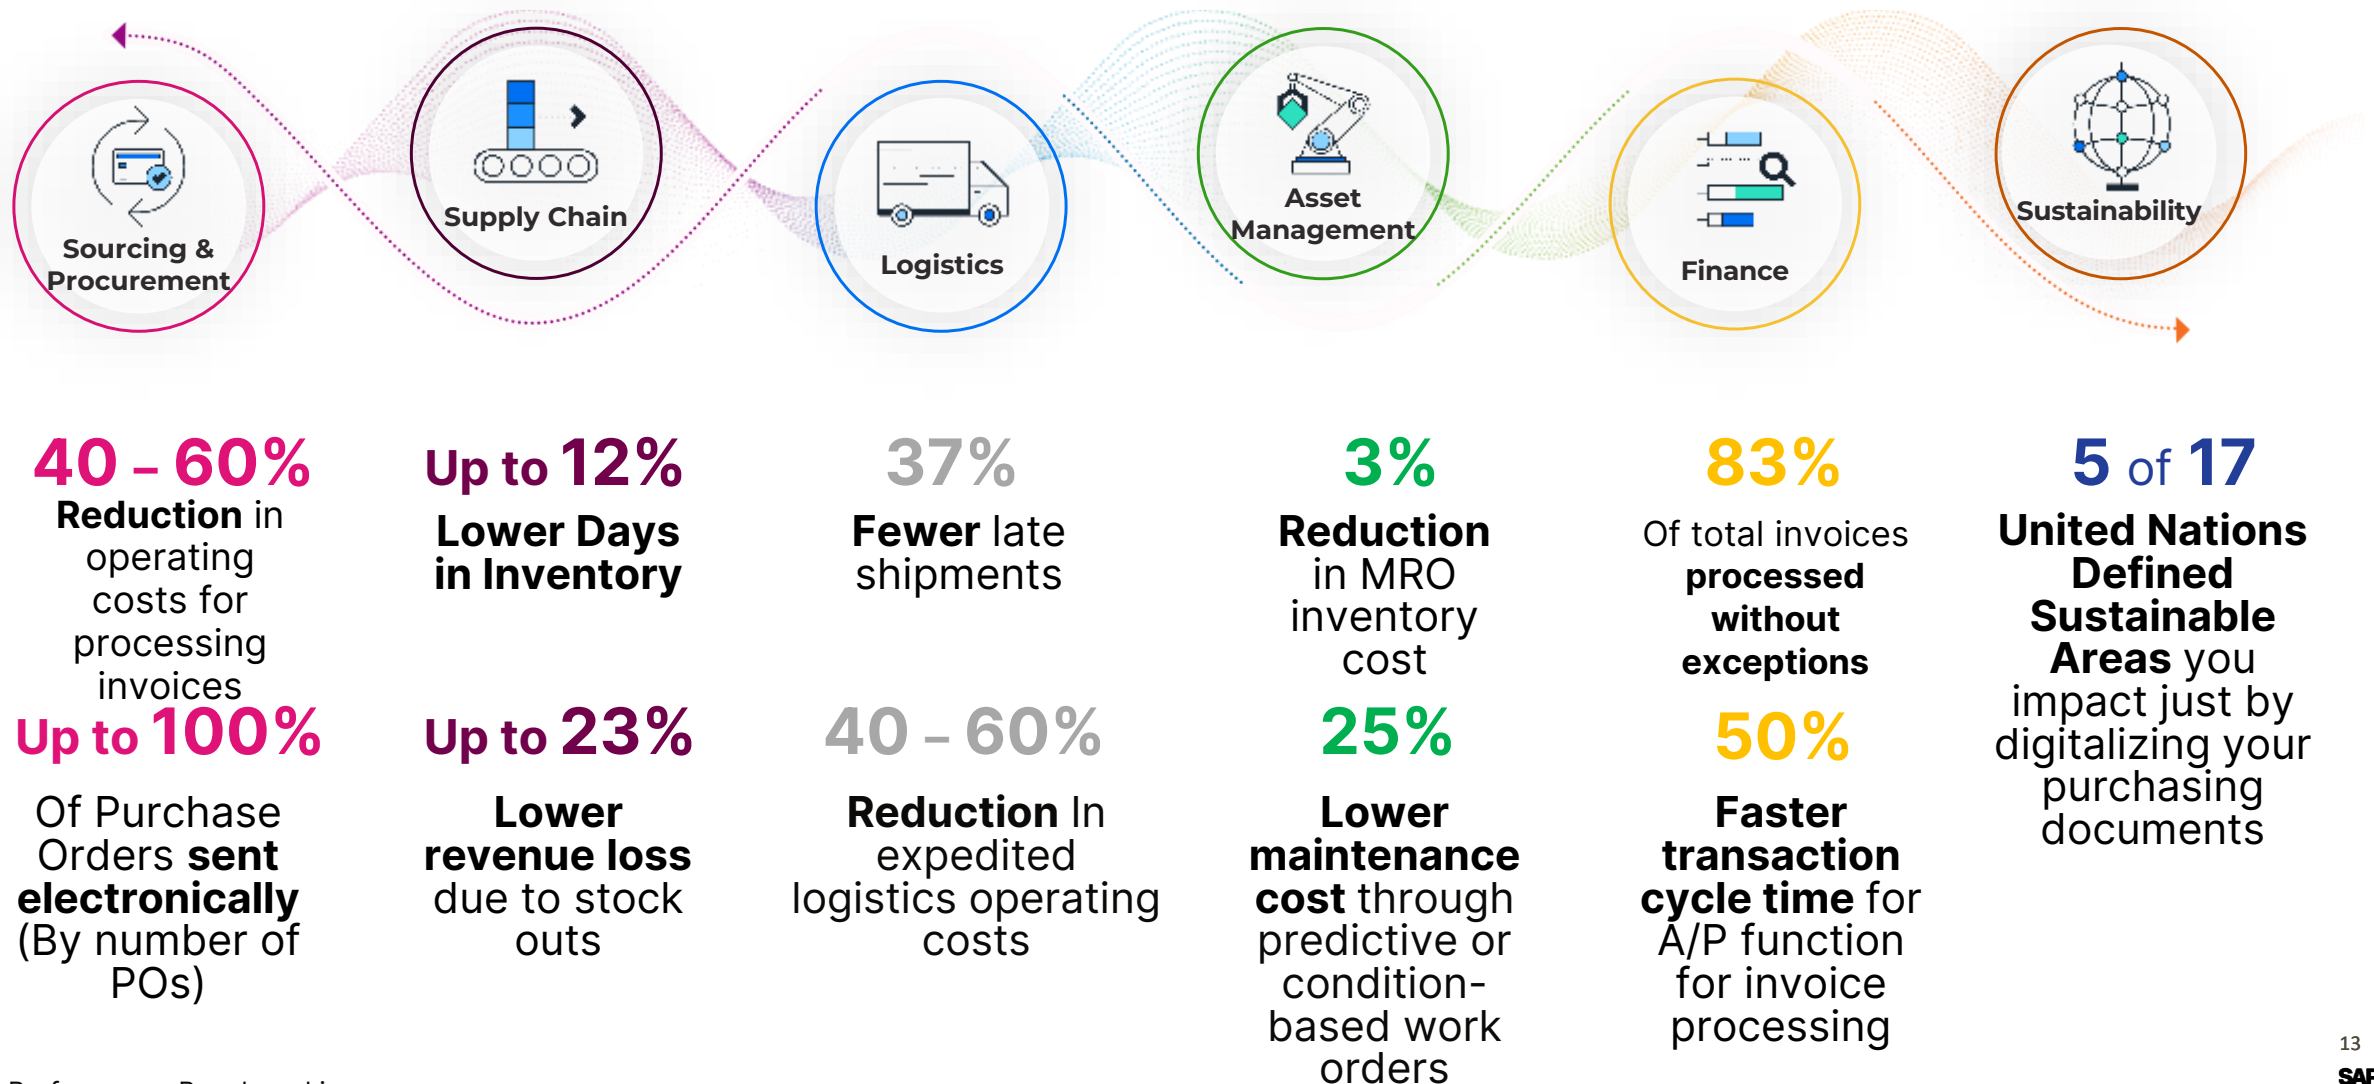 Sourcing &
Procurement
Supply Chain
Logistics
Asset
Management
Finance
Sustainability
40 – 60%
Reduction in
operating
costs for
processing
invoices
Up to 100%
Of Purchase
Orders sent
electronically
(By number of
POs)
Up to 12%
Lower Days
in Inventory
Up to 23%
Lower
revenue loss
due to stock
outs
37%
Fewer late
shipments
40 – 60%
Reduction In
expedited
logistics operating
costs
3%
Reduction
in MRO
inventory
cost
25%
Lower
maintenance
cost through
predictive or
condition-
based work
orders
83%
Of total invoices
processed
without
exceptions
50%
Faster
transaction
cycle time for
A/P function
for invoice
processing
5 of 17
United Nations
Defined
Sustainable
Areas you
impact just by
digitalizing your
purchasing
documents
13
SAP